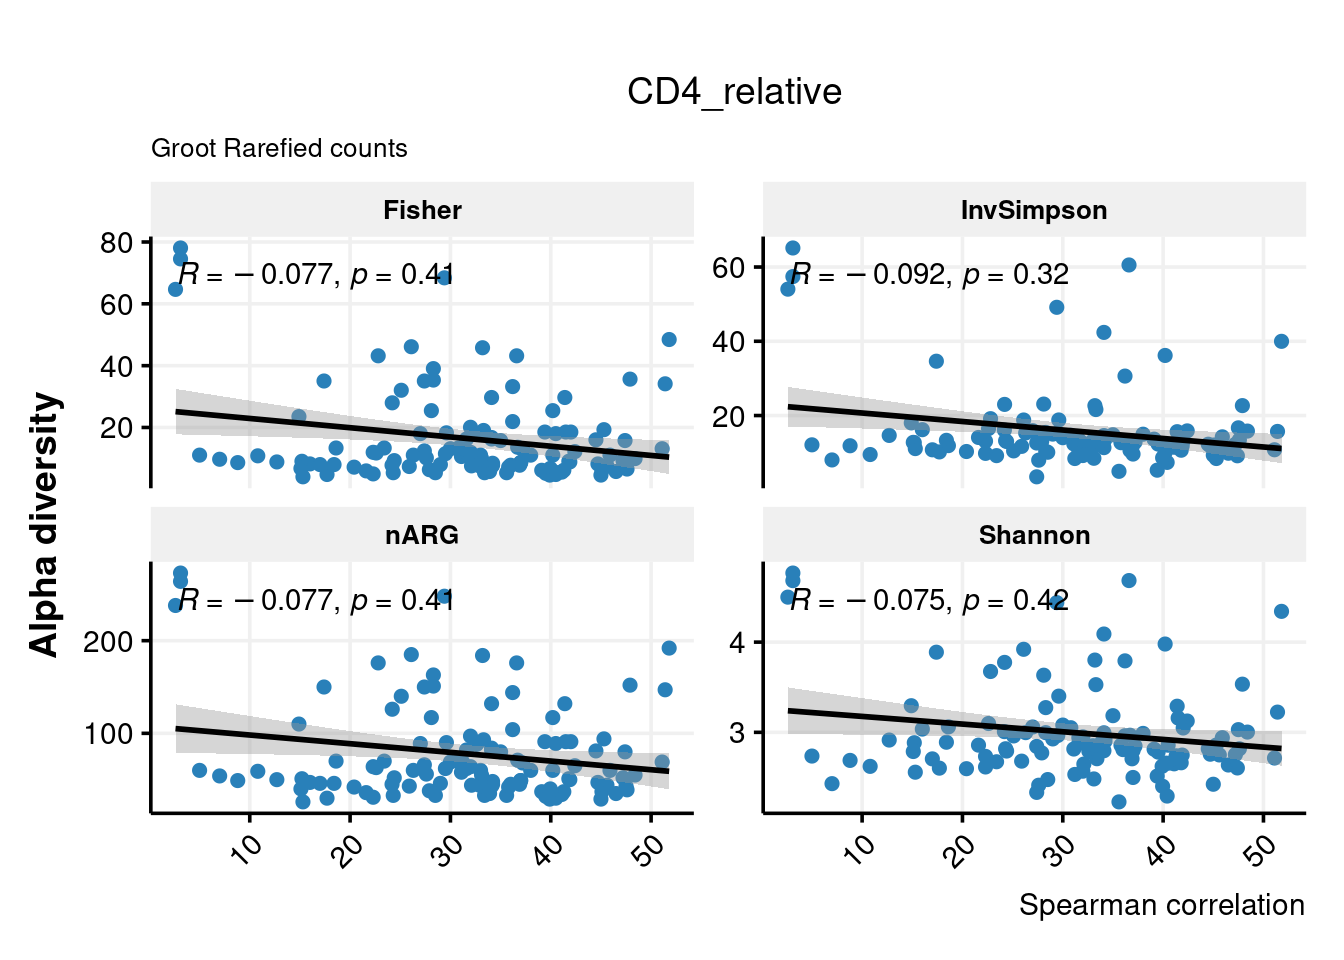 CD4_relative
Groot Rarefied counts
Fisher
InvSimpson
R = −0.077, p = 0.41
R = −0.092, p = 0.32
80
60
40
20
60
40
20
Alpha diversity
nARG
Shannon
R = −0.077, p = 0.41
R = −0.075, p = 0.42
200
100
4
3
10 20 30 40 50
10 20 30 40 50
Spearman correlation